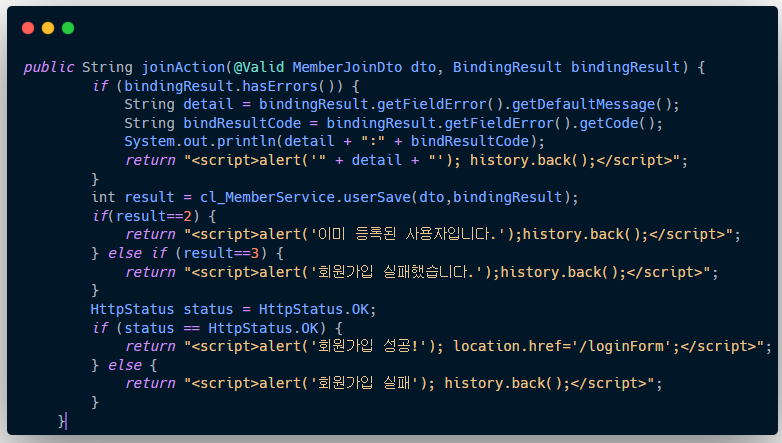 public String joinAction(@Valid MemberJoinDto dto, BindingResult bindingResult) {
        if (bindingResult.hasErrors()) {
            String detail = bindingResult.getFieldError().getDefaultMessage();
            String bindResultCode = bindingResult.getFieldError().getCode();
            System.out.println(detail + ":" + bindResultCode);
            return "<script>alert('" + detail + "'); history.back();</script>";
        }
        int result = cl_MemberService.userSave(dto,bindingResult);
        if(result==2) {
            return "<script>alert('이미 등록된 사용자입니다.');history.back();</script>";
        } else if (result==3) {
            return "<script>alert('회원가입 실패했습니다.');history.back();</script>";
        }
        HttpStatus status = HttpStatus.OK;
        if (status == HttpStatus.OK) {
            return "<script>alert('회원가입 성공!'); location.href='/loginForm';</script>";
        } else {
            return "<script>alert('회원가입 실패'); history.back();</script>";
        }
    }